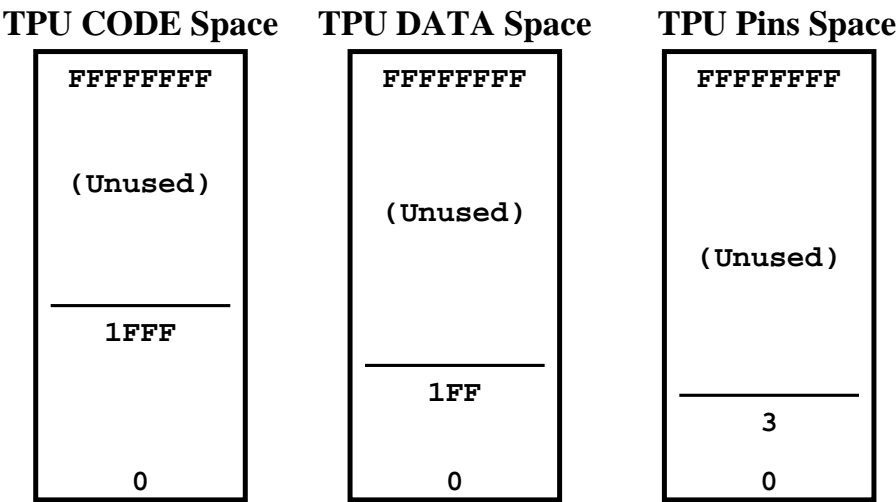 TPU CODE Space TPU DATA Space TPU Pins Space
FFFFFFFF FFFFFFFF FFFFFFFF
(Unused)
(Unused)
(Unused)
1FFF
1FF
3
0 0 0